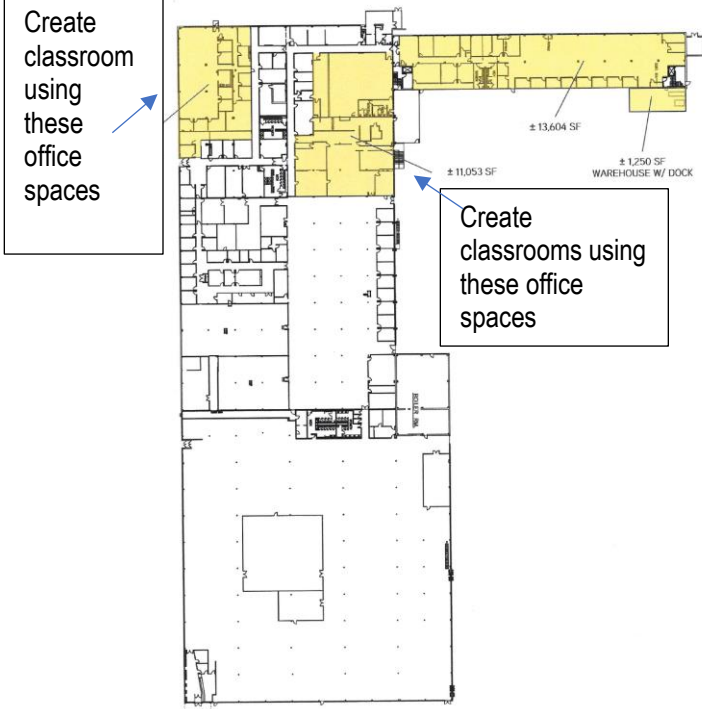 Create
classroom
using
these
office
spaces
± 13,604 SF
± 11,053 SF
± 1,250 SF
WAREHOUSE W/ DOCK
Create
classrooms using
these office
spaces
BOILER RM.